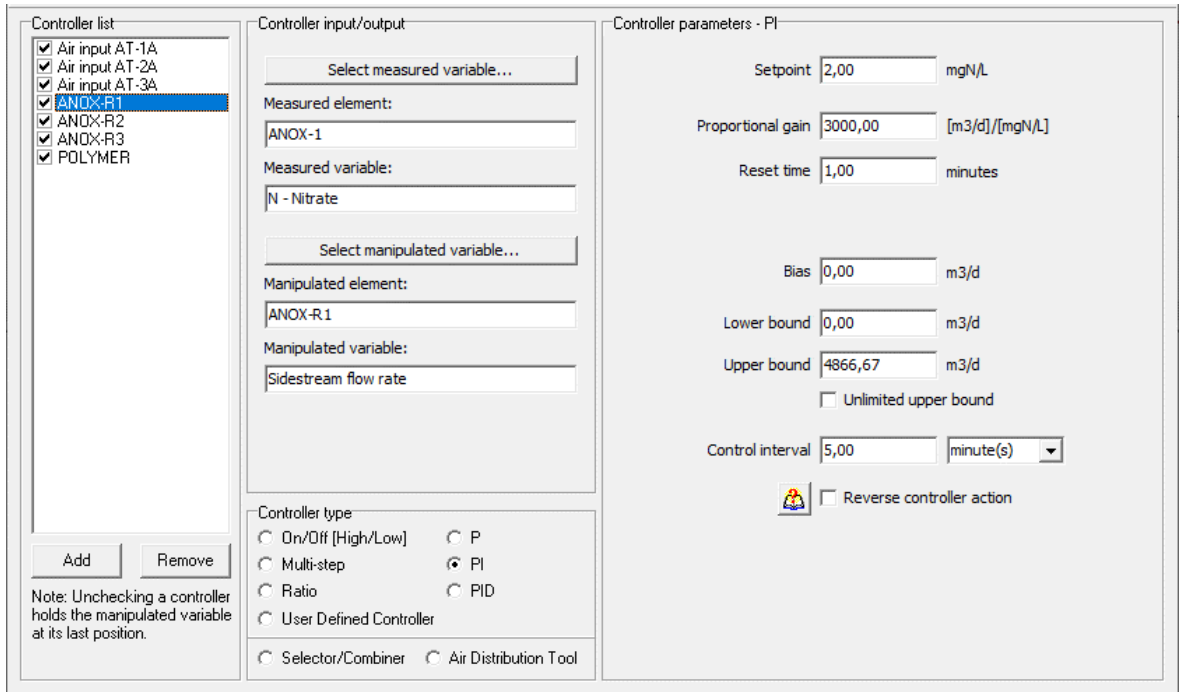 Controller list
Air input AT-1A
Air input AT-2A
Air input AT-3A
ANOX-R1
ANOX-R2
ANOX-R3
POLYMER
Add
Remove
Note: Unchecking a controller
holds the manipulated variable
at its last position.
Controller input/output
Select measured variable...
Measured element:
ANOX-1
Measured variable:
N - Nitrate
Select manipulated variable...
Manipulated element:
ANOX-R1
Manipulated variable:
Sidestream flow rate
Controller type
On/Off [High/Low]
P
Multi-step
PI
Ratio
PID
User Defined Controller
Selector/Combiner
Air Distribution Tool
Controller parameters - PI
Setpoint 2,00 mgN/L
Proportional gain 3000,00 [m3/d]/[mgN/L]
Reset time 1,00 minutes
Bias 0,00 m3/d
Lower bound 0,00 m3/d
Upper bound 4866,67 m3/d
Unlimited upper bound
Control interval 5,00 minute(s)
Reverse controller action